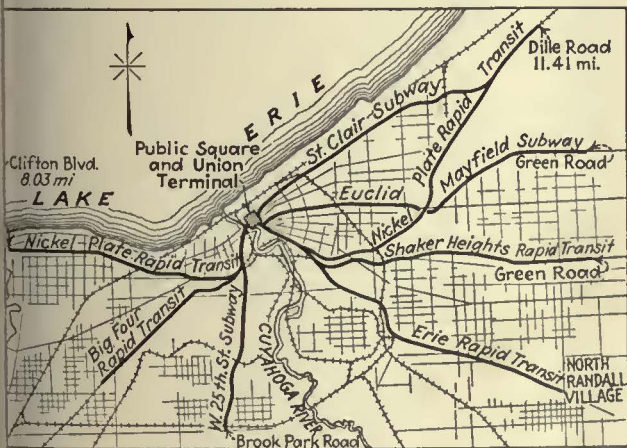 Dille Road
11.41 mi.
LAKE ERIE
Public Square
and Union
Terminal
St. Clair-Subway
Nickel Plate Rapid Transit
Mayfield Subway
Green Road
Clifton Blvd.
8.03 mi
Euclid
Nickel-Plate Rapid Transit
Shaker Heights Rapid Transit
Green Road
Big Four
Rapid Transit
W. 25th St. Subway
CUYAHOGA RIVER
Erie Rapid Transit
NORTH
RANDALL
VILLAGE
Brook Park Road